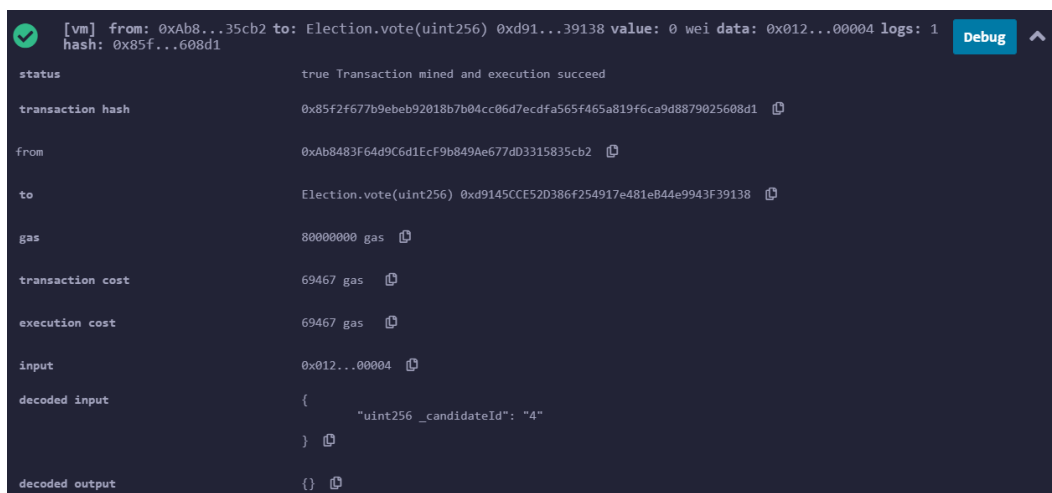 [vm] from: 0xAb8...35cb2 to: Election.vote(uint256) 0xd91...39138 value: 0 wei data: 0x012...00004 logs: 1
hash: 0x85f...608d1
Debug
status true Transaction mined and execution succeed
transaction hash 0x85f2f677b9ebeb92018b7b04cc06d7ecdfa565f465a819f6ca9d8879025608d1
from 0xAb8483F64d9C6d1EcF9b849Ae677dD3315835cb2
to Election.vote(uint256) 0xd9145CCE52D386f254917e481eB44e9943F39138
gas 80000000 gas
transaction cost 69467 gas
execution cost 69467 gas
input 0x012...00004
decoded input {
"uint256 _candidateId": "4"
}
decoded output {}